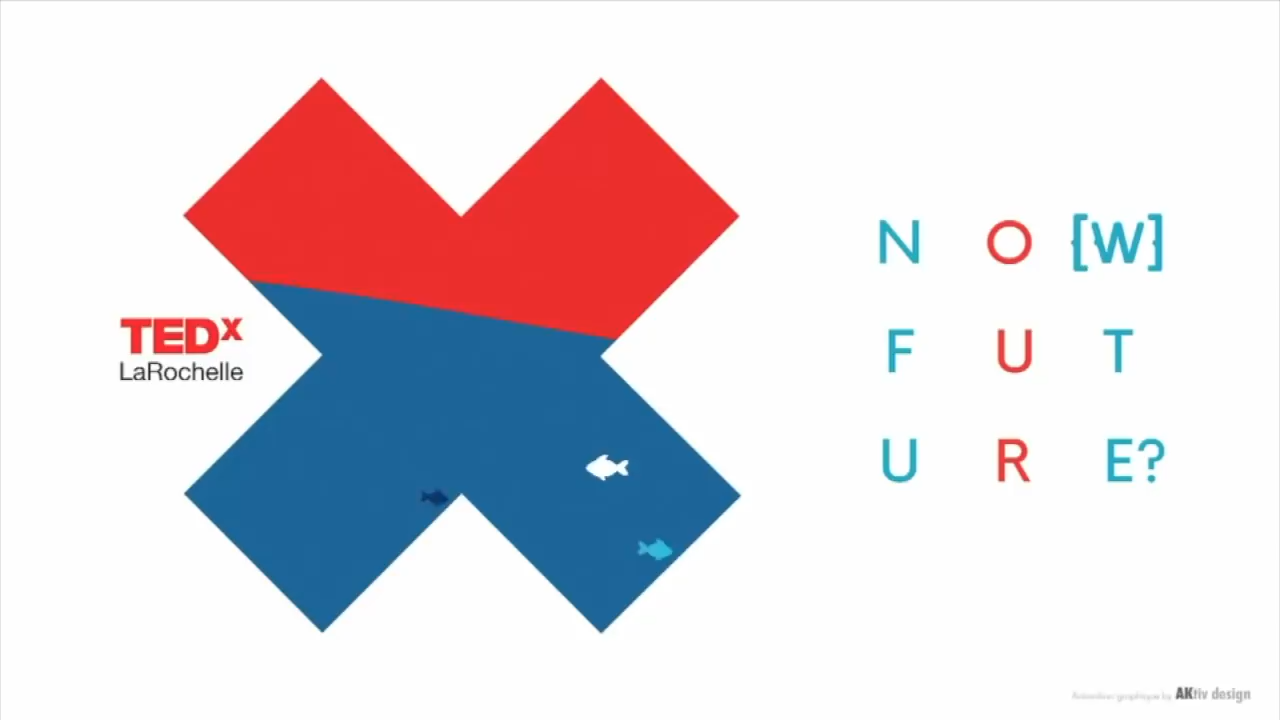 TEDx
LaRochelle
N O [W]
F U T
U R E?
AKtiv design